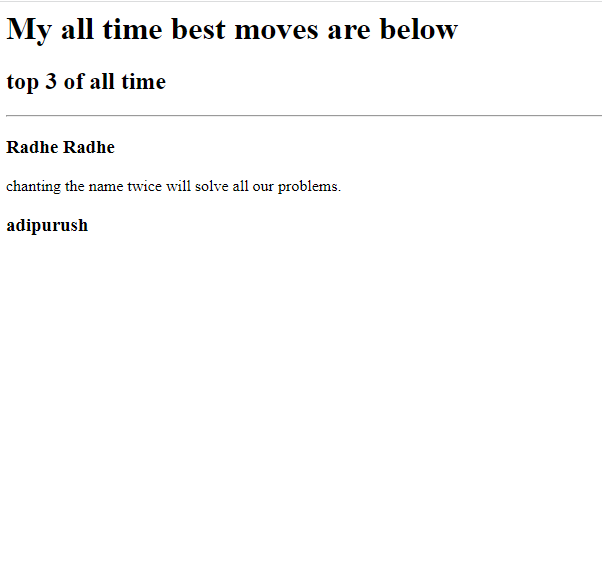 My all time best moves are below
top 3 of all time
Radhe Radhe
chanting the name twice will solve all our problems.
adipurush